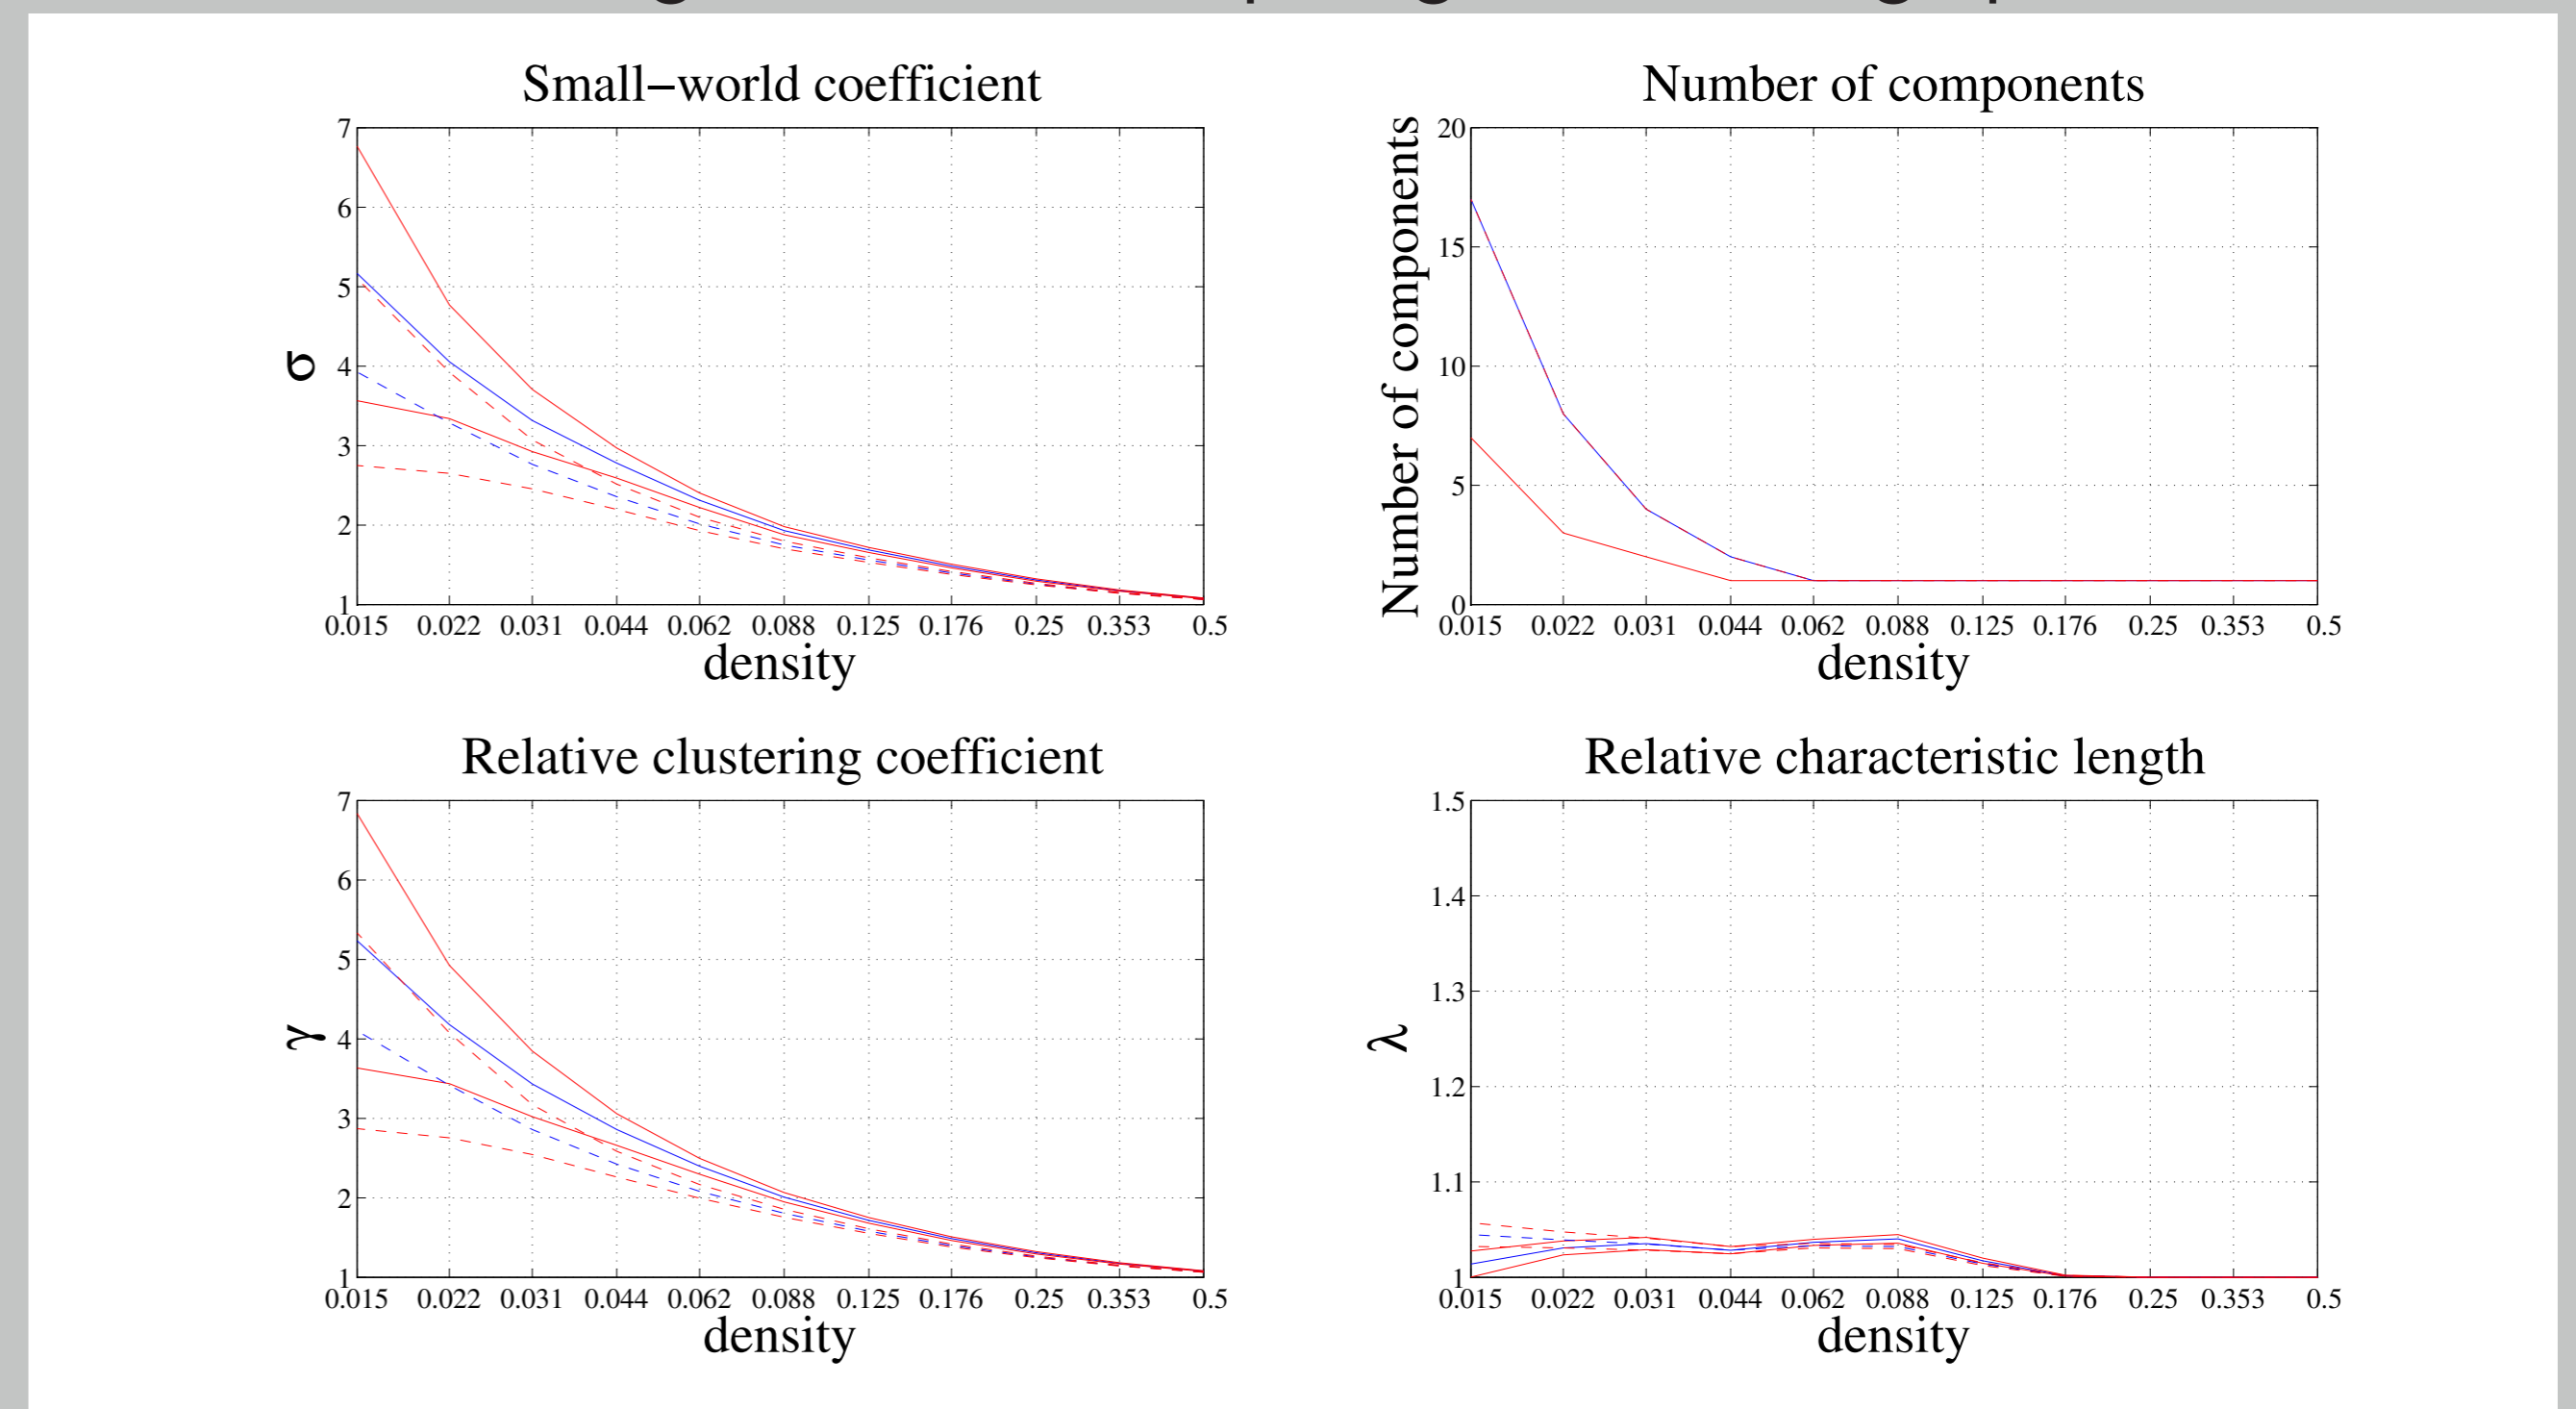 Small−world coefficient
7
6
5
4
3
2
1
σ
0.015 0.022 0.031 0.044 0.062 0.088 0.125 0.176 0.25 0.353 0.5
density
Number of components
20
15
10
5
0
Number of components
0.015 0.022 0.031 0.044 0.062 0.088 0.125 0.176 0.25 0.353 0.5
density
Relative clustering coefficient
7
6
5
4
3
2
1
γ
0.015 0.022 0.031 0.044 0.062 0.088 0.125 0.176 0.25 0.353 0.5
density
Relative characteristic length
1.5
1.4
1.3
1.2
1.1
1
λ
0.015 0.022 0.031 0.044 0.062 0.088 0.125 0.176 0.25 0.353 0.5
density